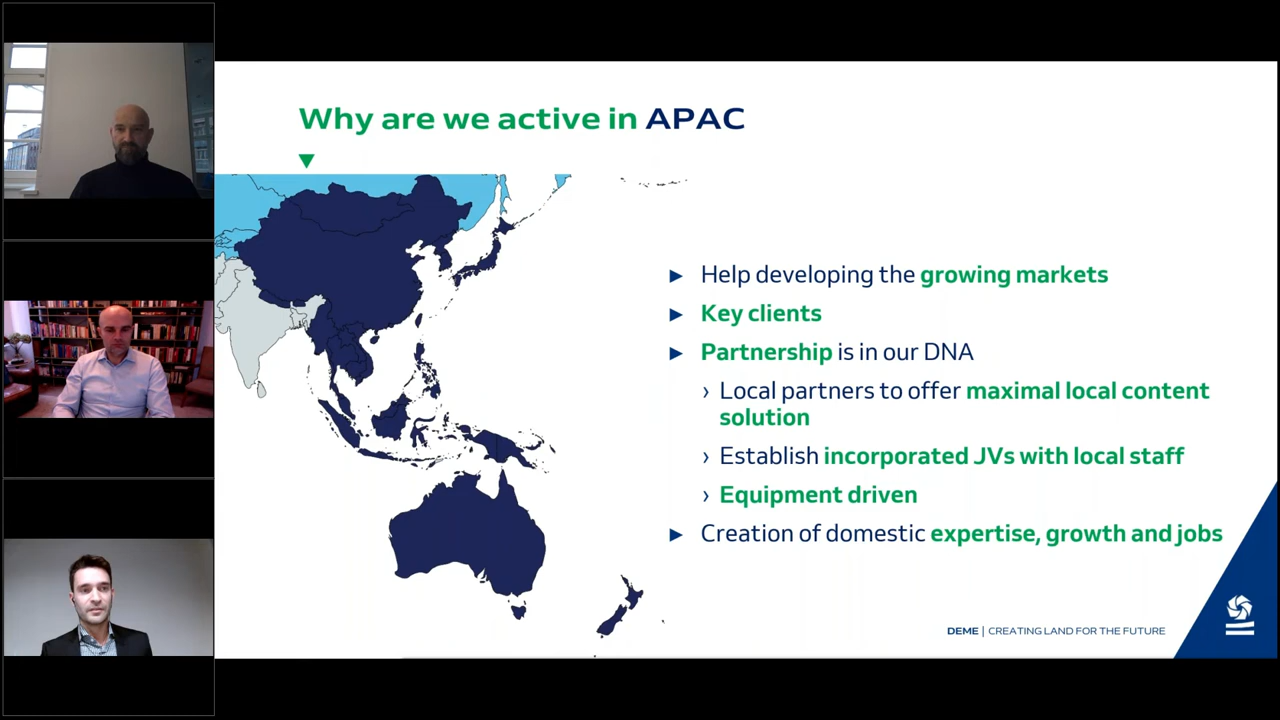 Why are we active in APAC
► Help developing the growing markets
► Key clients
► Partnership is in our DNA
› Local partners to offer maximal local content
solution
› Establish incorporated JVs with local staff
› Equipment driven
► Creation of domestic expertise, growth and jobs
DEME | CREATING LAND FOR THE FUTURE